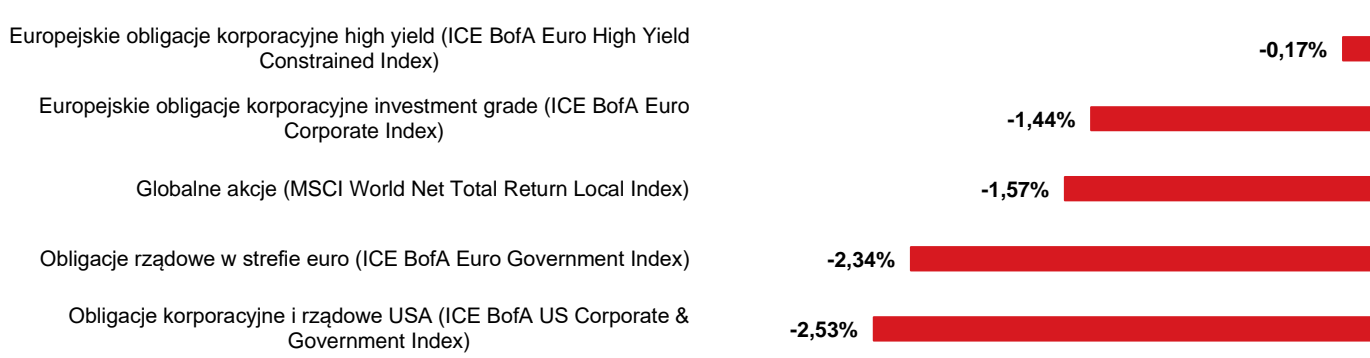 Europejskie obligacje korporacyjne high yield (ICE BofA Euro High Yield
Constrained Index)
-0,17%
Europejskie obligacje korporacyjne investment grade (ICE BofA Euro
Corporate Index)
-1,44%
Globalne akcje (MSCI World Net Total Return Local Index)
-1,57%
Obligacje rządowe w strefie euro (ICE BofA Euro Government Index)
-2,34%
Obligacje korporacyjne i rządowe USA (ICE BofA US Corporate &
Government Index)
-2,53%